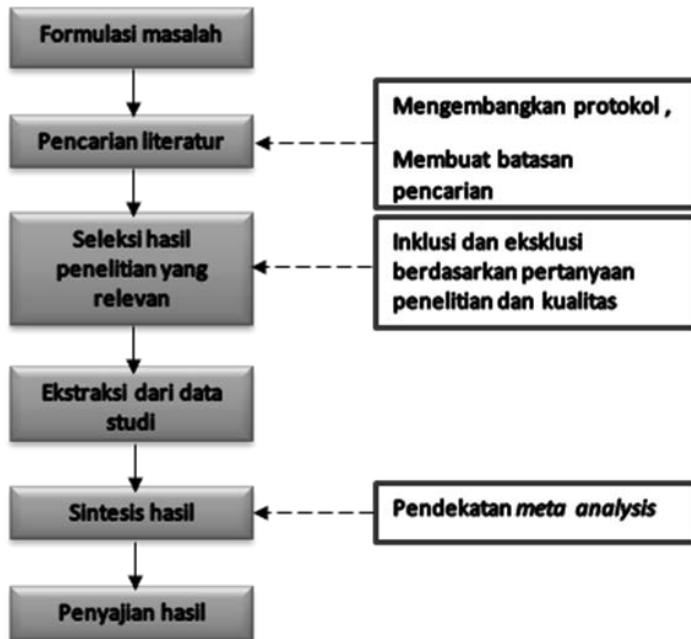 Formulasi masalah
Pencarian literatur
Mengembangkan protokol ,
Membuat batasan
pencarian
Seleksi hasil
penelitian yang
relevan
Inklusi dan eksklusi
berdasarkan pertanyaan
penelitian dan kualitas
Ekstraksi dari data
studi
Sintesis hasil
Pendekatan meta analysis
Penyajian hasil